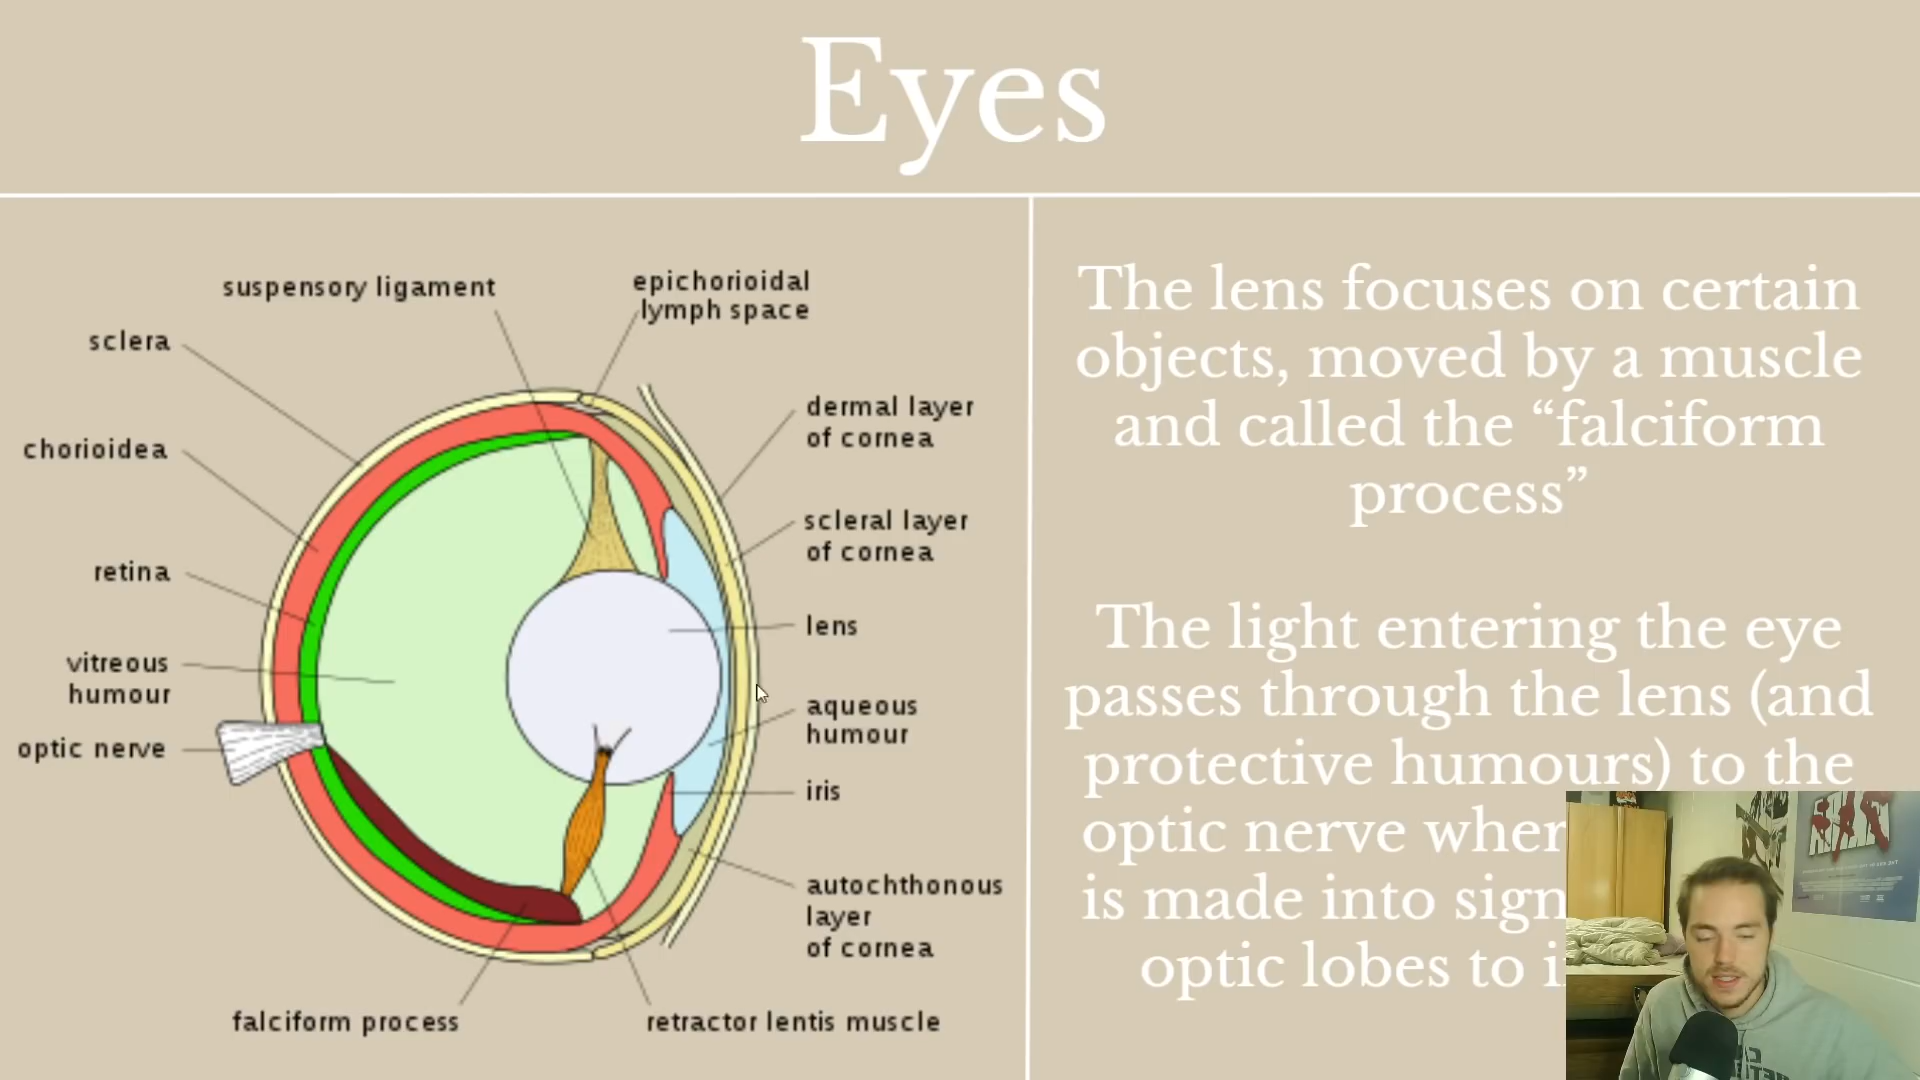 Eyes
suspensory ligament
epichorioidal
lymph space
sclera
dermal layer
of cornea
chorioidea
scleral layer
of cornea
retina
lens
vitreous
humour
aqueous
humour
optic nerve
iris
autochthonous
layer
of cornea
falciform process
retractor lentis muscle
The lens focuses on certain
objects, moved by a muscle
and called the “falciform
process”
The light entering the eye
passes through the lens (and
protective humours) to the
optic nerve
is made into
optic lobes to